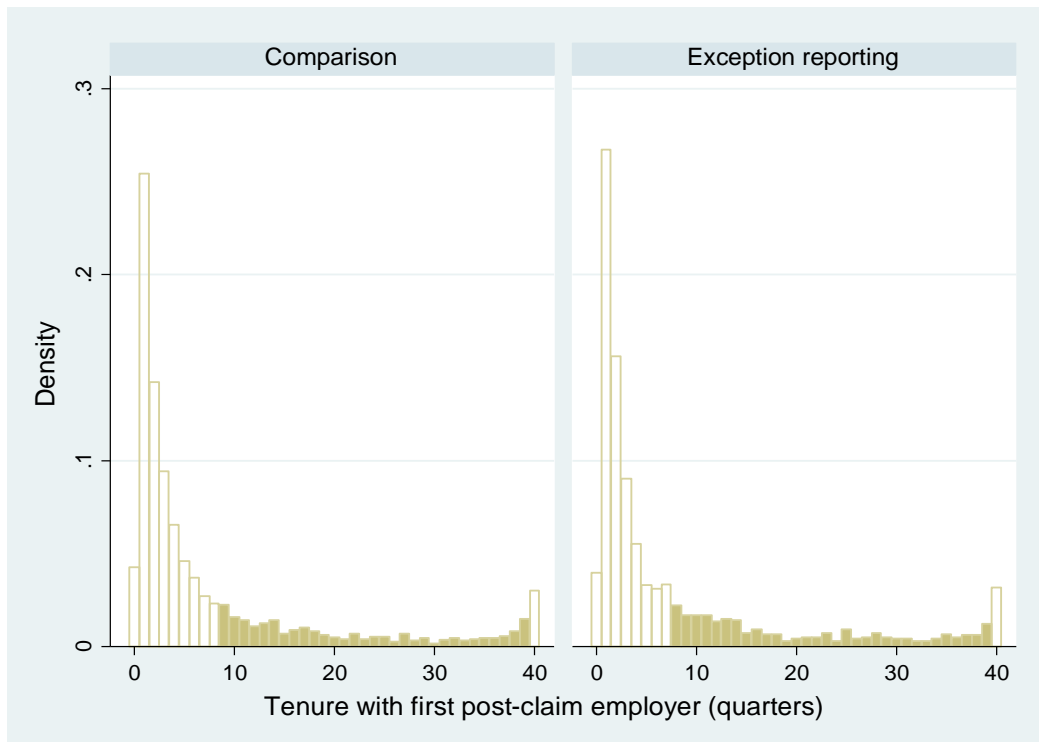 Comparison
Exception reporting
Density
.3
.2
.1
0
0 10 20 30 40
0 10 20 30 40
Tenure with first post-claim employer (quarters)